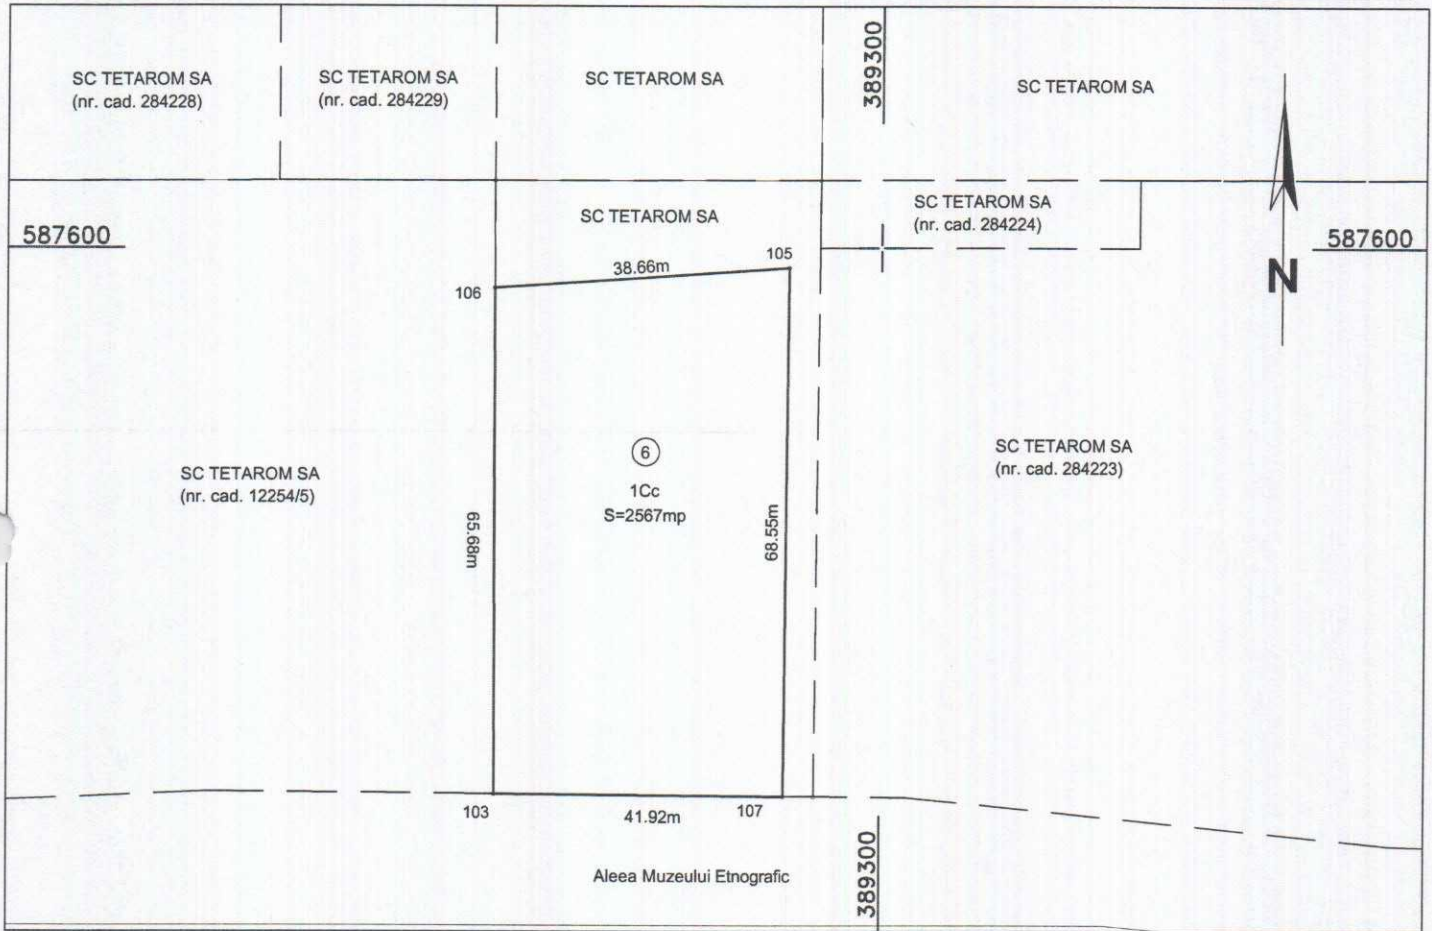 389300
SC TETAROM SA
(nr. cad. 284228)
SC TETAROM SA
(nr. cad. 284229)
SC TETAROM SA
SC TETAROM SA
587600
SC TETAROM SA
SC TETAROM SA
(nr. cad. 284224)
587600
N
106
38.66m
105
SC TETAROM SA
(nr. cad. 12254/5)
65.68m
6
1Cc
S=2567mp
68.55m
SC TETAROM SA
(nr. cad. 284223)
103
41.92m
107
Aleea Muzeului Etnografic
389300